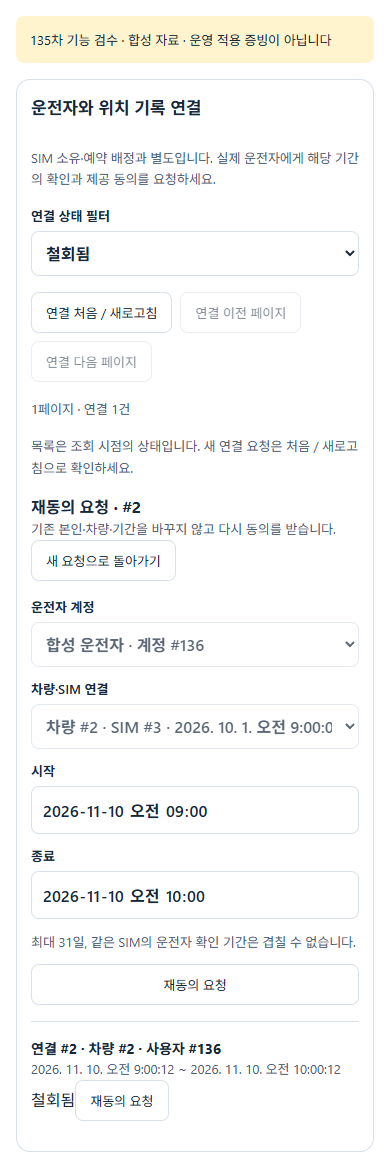 135차 기능 검수 · 합성 자료 · 운영 적용 증빙이 아닙니다
운전자와 위치 기록 연결
SIM 소유·예약 배정과 별도입니다. 실제 운전자에게 해당 기간
의 확인과 제공 동의를 요청하세요.
연결 상태 필터
철회됨
연결 처음 / 새로고침
연결 이전 페이지
연결 다음 페이지
1페이지 · 연결 1건
목록은 조회 시점의 상태입니다. 새 연결 요청은 처음 / 새로고
침으로 확인하세요.
재동의 요청 · #2
기존 본인·차량·기간을 바꾸지 않고 다시 동의를 받습니다.
새 요청으로 돌아가기
운전자 계정
합성 운전자 · 계정 #136
차량·SIM 연결
차량 #2 · SIM #3 · 2026. 10. 1. 오전 9:00:0
시작
2026-11-10 오전 09:00
종료
2026-11-10 오전 10:00
최대 31일, 같은 SIM의 운전자 확인 기간은 겹칠 수 없습니다.
재동의 요청
연결 #2 · 차량 #2 · 사용자 #136
2026. 11. 10. 오전 9:00:12 ~ 2026. 11. 10. 오전 10:00:12
철회됨 재동의 요청